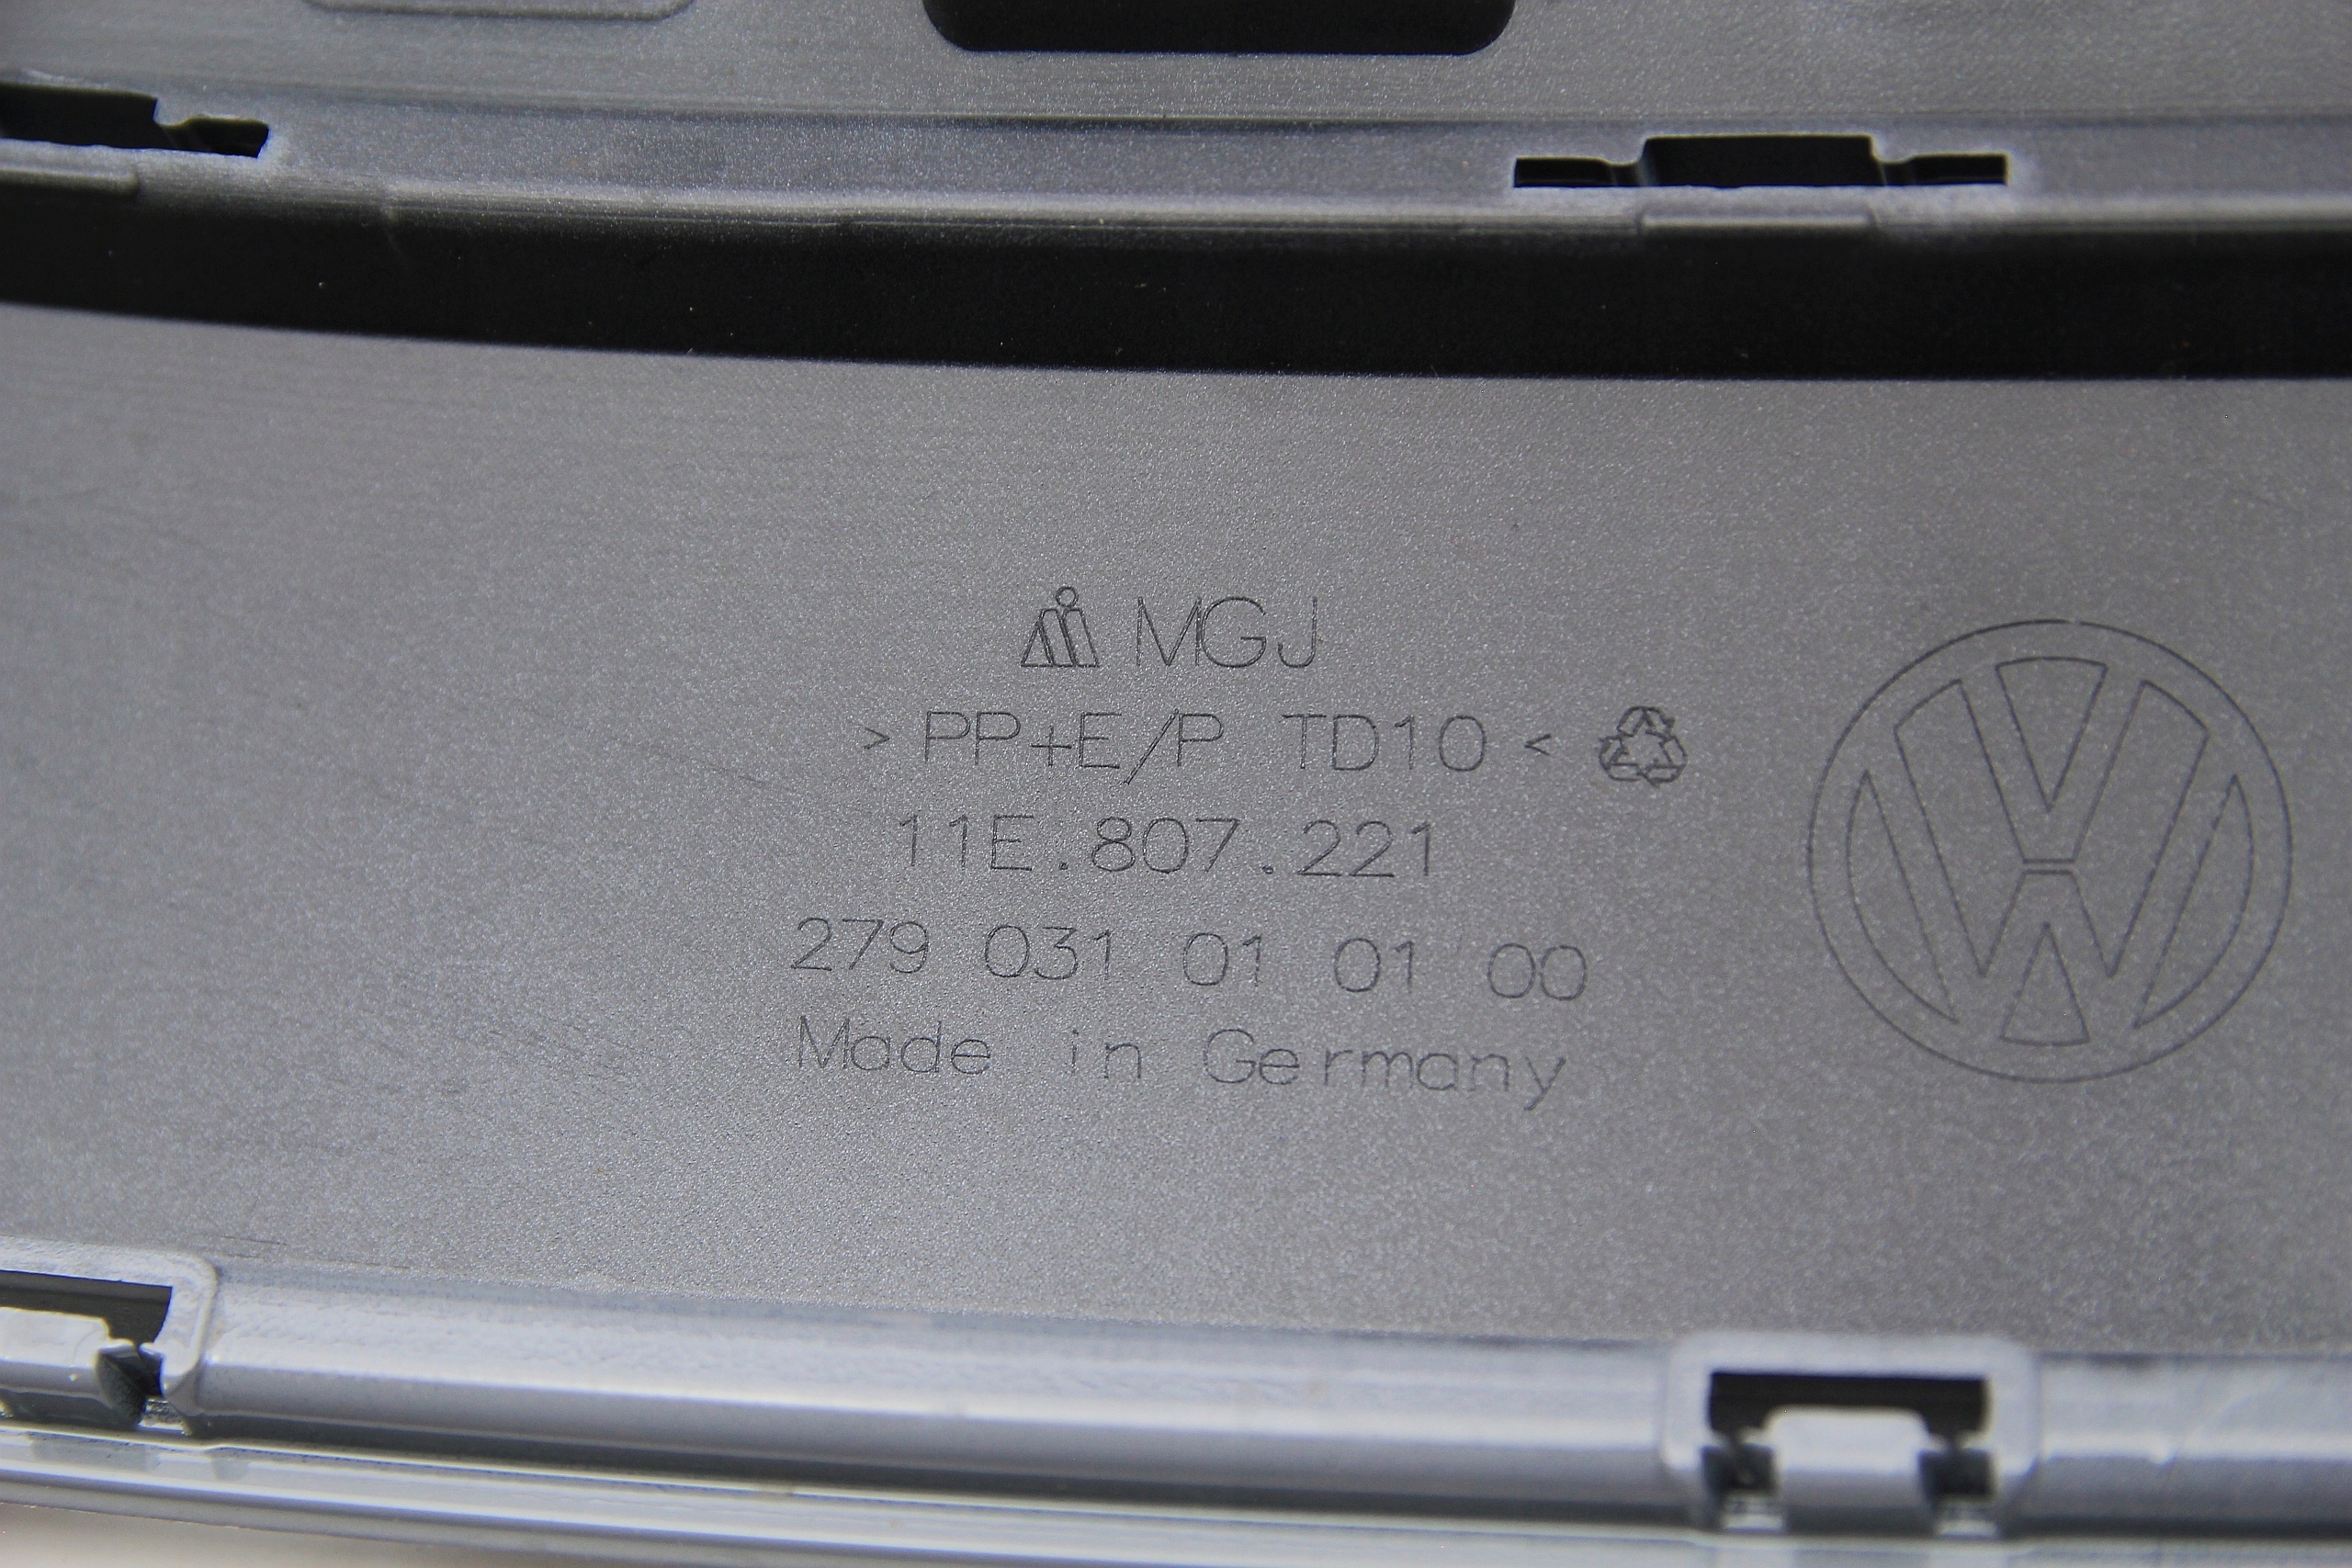 MGJ
>PP+E/P TD10<
11E.807.221
279 031 01 01 00
Made in Germany